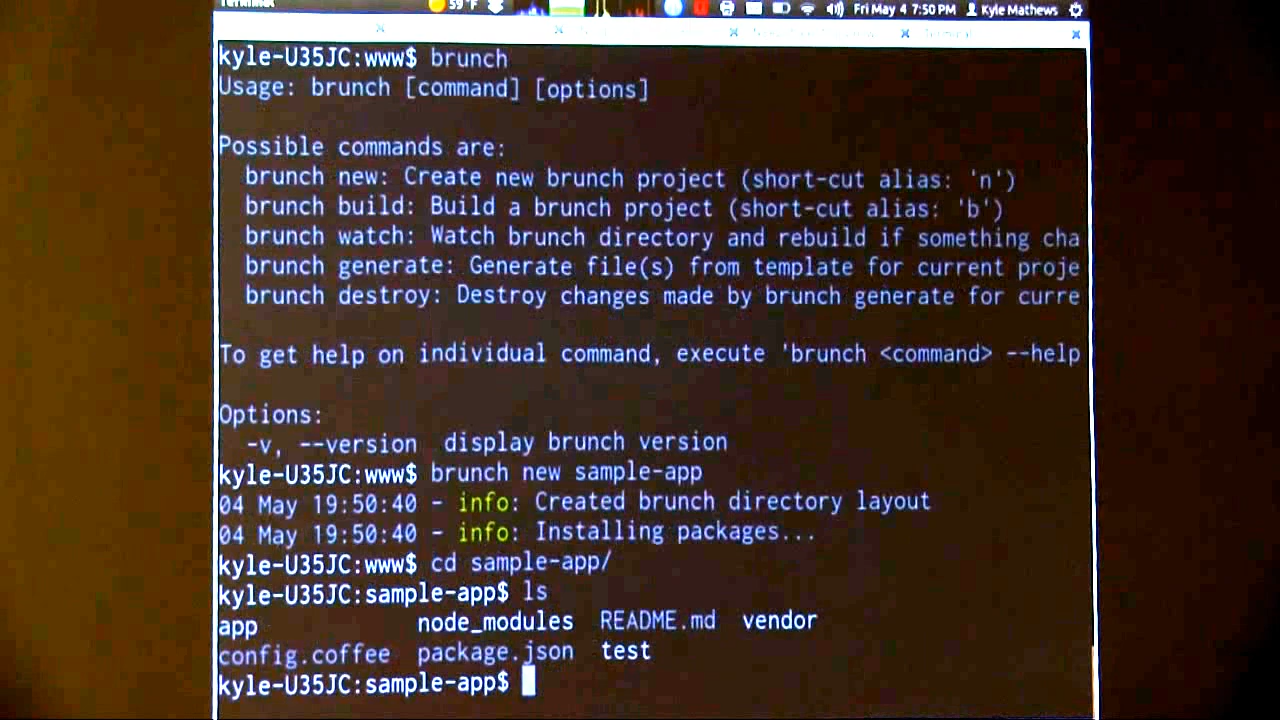 Terminal 59°F Fri May 4 7:50 PM Kyle Mathews
kyle-U35JC:www$ brunch
Usage: brunch [command] [options]
Possible commands are:
brunch new: Create new brunch project (short-cut alias: 'n')
brunch build: Build a brunch project (short-cut alias: 'b')
brunch watch: Watch brunch directory and rebuild if something cha
brunch generate: Generate file(s) from template for current proje
brunch destroy: Destroy changes made by brunch generate for curre
To get help on individual command, execute 'brunch <command> --help
Options:
-v, --version display brunch version
kyle-U35JC:www$ brunch new sample-app
04 May 19:50:40 - info: Created brunch directory layout
04 May 19:50:40 - info: Installing packages...
kyle-U35JC:www$ cd sample-app/
kyle-U35JC:sample-app$ ls
app node_modules README.md vendor
config.coffee package.json test
kyle-U35JC:sample-app$